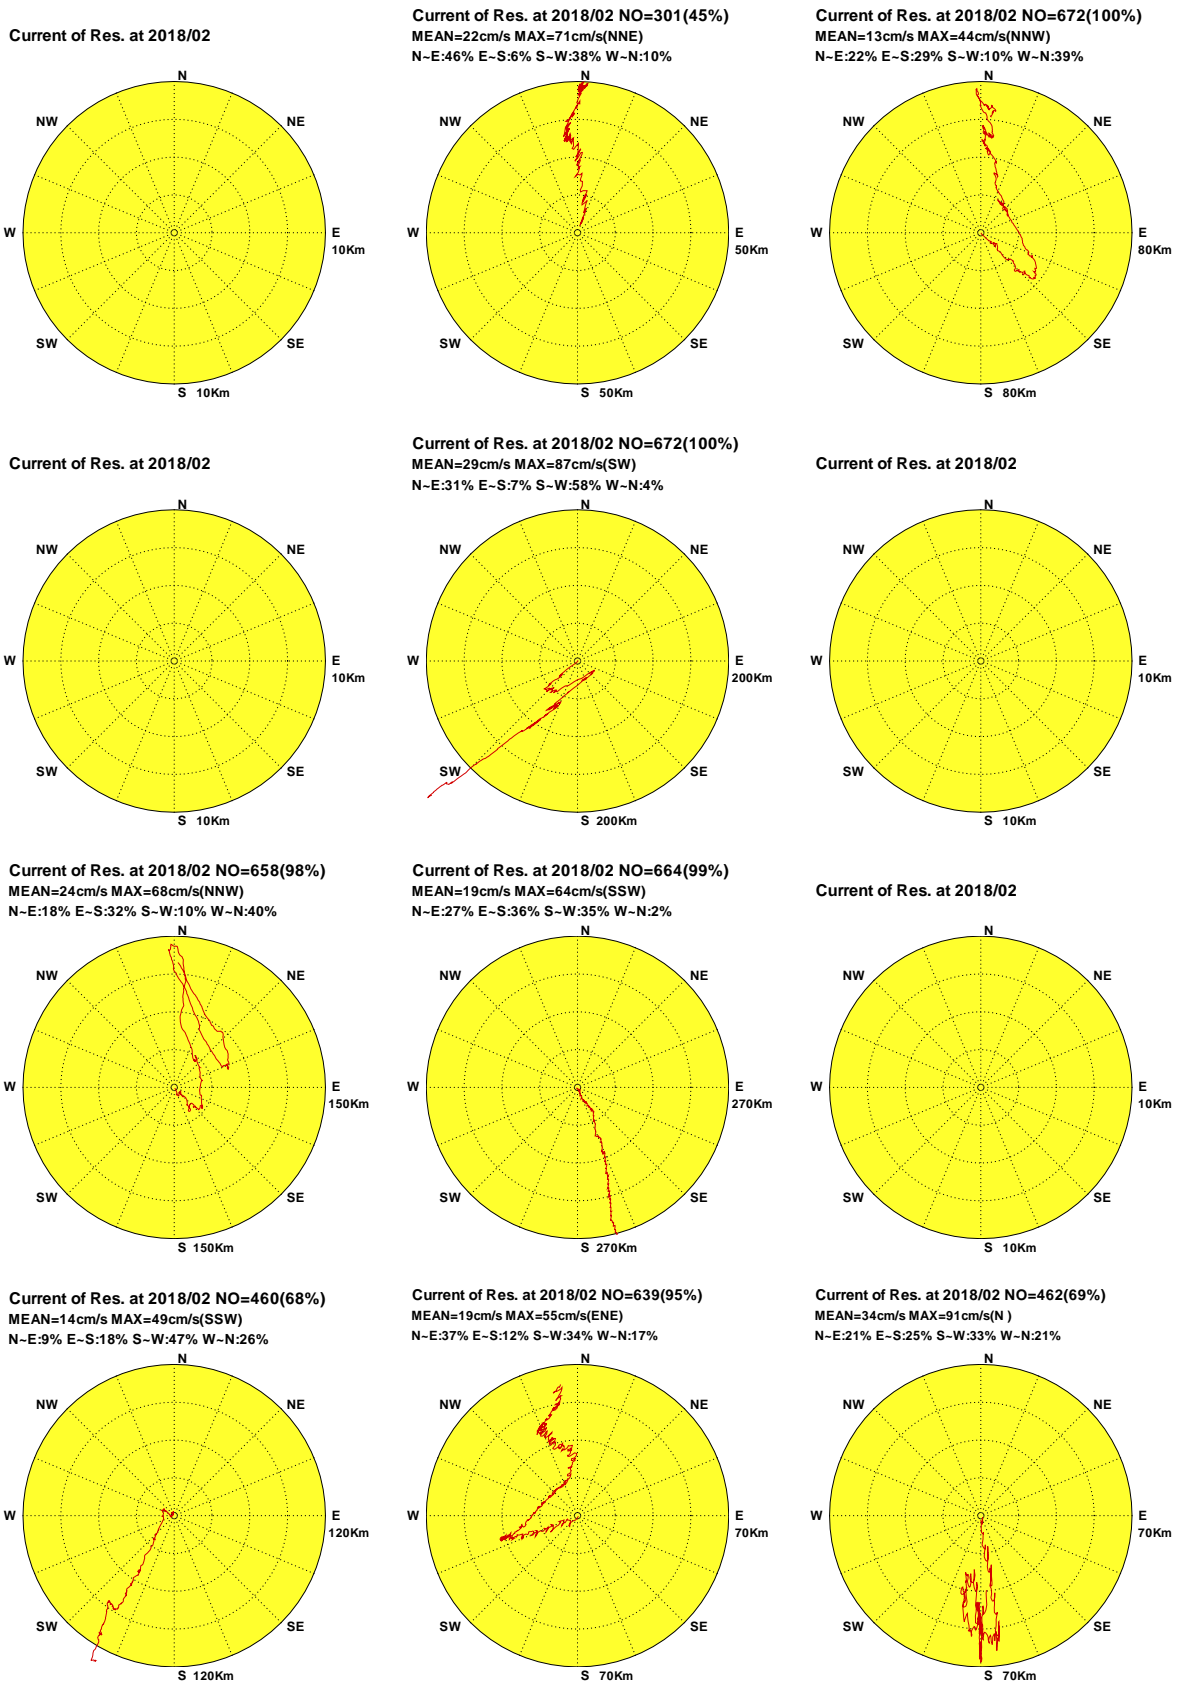 Current of Res. at 2018/02
N
NW
NE
W
E
10Km
SW
SE
S 10Km
Current of Res. at 2018/02 NO=301(45%)
MEAN=22cm/s MAX=71cm/s(NNE)
N~E:46% E~S:6% S~W:38% W~N:10%
N
NW
NE
W
E
50Km
SW
SE
S 50Km
Current of Res. at 2018/02 NO=672(100%)
MEAN=13cm/s MAX=44cm/s(NNW)
N~E:22% E~S:29% S~W:10% W~N:39%
N
NW
NE
W
E
80Km
SW
SE
S 80Km
Current of Res. at 2018/02
N
NW
NE
W
E
10Km
SW
SE
S 10Km
Current of Res. at 2018/02 NO=672(100%)
MEAN=29cm/s MAX=87cm/s(SW)
N~E:31% E~S:7% S~W:58% W~N:4%
N
NW
NE
W
E
200Km
SW
SE
S 200Km
Current of Res. at 2018/02
N
NW
NE
W
E
10Km
SW
SE
S 10Km
Current of Res. at 2018/02 NO=658(98%)
MEAN=24cm/s MAX=68cm/s(NNW)
N~E:18% E~S:32% S~W:10% W~N:40%
N
NW
NE
W
E
150Km
SW
SE
S 150Km
Current of Res. at 2018/02 NO=664(99%)
MEAN=19cm/s MAX=64cm/s(SSW)
N~E:27% E~S:36% S~W:35% W~N:2%
N
NW
NE
W
E
270Km
SW
SE
S 270Km
Current of Res. at 2018/02
N
NW
NE
W
E
10Km
SW
SE
S 10Km
Current of Res. at 2018/02 NO=460(68%)
MEAN=14cm/s MAX=49cm/s(SSW)
N~E:9% E~S:18% S~W:47% W~N:26%
N
NW
NE
W
E
120Km
SW
SE
S 120Km
Current of Res. at 2018/02 NO=639(95%)
MEAN=19cm/s MAX=55cm/s(ENE)
N~E:37% E~S:12% S~W:34% W~N:17%
N
NW
NE
W
E
70Km
SW
SE
S 70Km
Current of Res. at 2018/02 NO=462(69%)
MEAN=34cm/s MAX=91cm/s(N )
N~E:21% E~S:25% S~W:33% W~N:21%
N
NW
NE
W
E
70Km
SW
SE
S 70Km